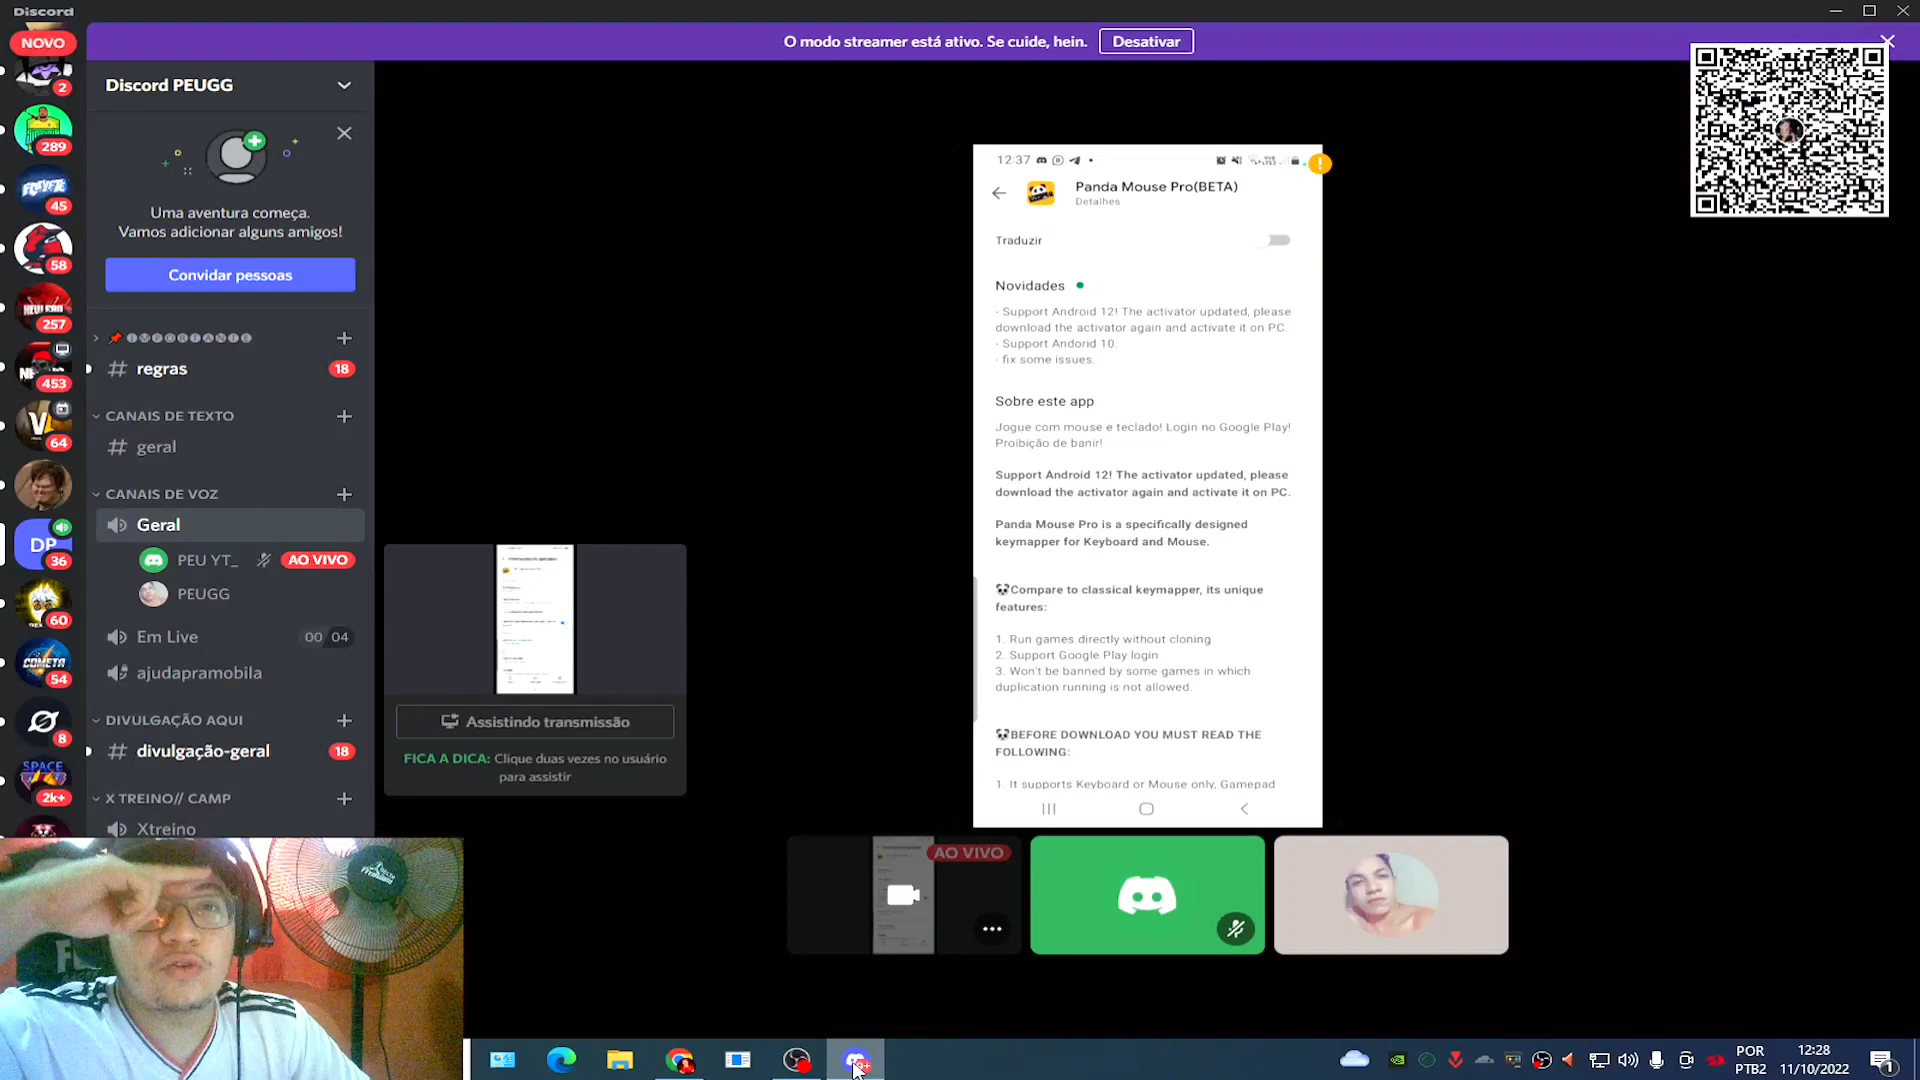 Discord
NOVO
O modo streamer está ativo. Se cuide, hein.
Desativar
2
289
45
58
257
453
64
DP
36
60
COMETA
54
8
SPACE
2k+
Discord PEUGG
Uma aventura começa.
Vamos adicionar alguns amigos!
Convidar pessoas
IMPORTANTE
regras
18
CANAIS DE TEXTO
geral
CANAIS DE VOZ
Geral
PEU YT_
AO VIVO
PEUGG
Em Live
00 04
ajudapramobila
DIVULGAÇÃO AQUI
divulgação-geral
18
X TREINO// CAMP
Xtreino
Assistindo transmissão
FICA A DICA: Clique duas vezes no usuário
para assistir
12:37
Panda Mouse Pro(BETA)
Detalhes
Traduzir
Novidades
- Support Android 12! The activator updated, please
download the activator again and activate it on PC.
- Support Andorid 10.
- fix some issues.
Sobre este app
Jogue com mouse e teclado! Login no Google Play!
Proibição de banir!
Support Android 12! The activator updated, please
download the activator again and activate it on PC.
Panda Mouse Pro is a specifically designed
keymapper for Keyboard and Mouse.
🐼Compare to classical keymapper, its unique
features:
1. Run games directly without cloning
2. Support Google Play login
3. Won't be banned by some games in which
duplication running is not allowed.
🐼BEFORE DOWNLOAD YOU MUST READ THE
FOLLOWING:
1. It supports Keyboard or Mouse only, Gamepad
AO VIVO
POR
PTB2
12:28
11/10/2022
1